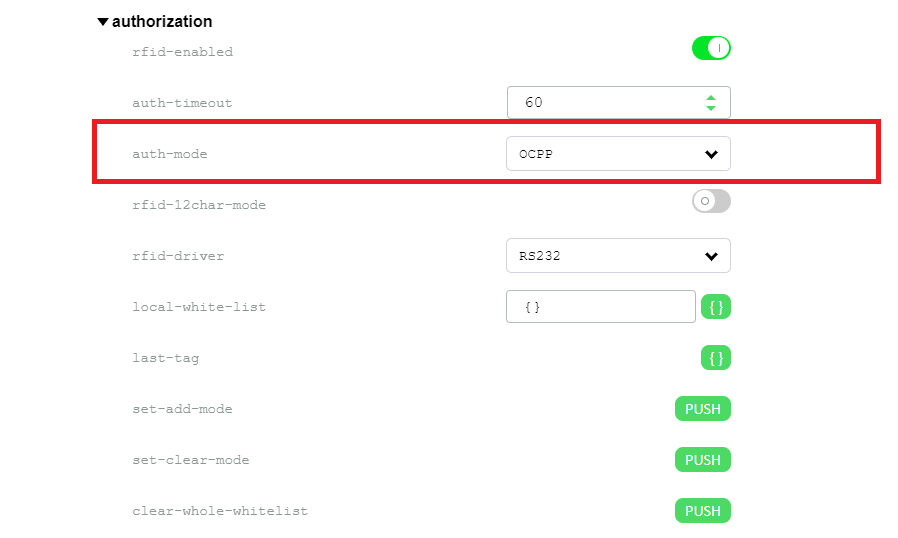 authorization
rfid-enabled
auth-timeout 60
auth-mode OCPP
rfid-12char-mode
rfid-driver RS232
local-white-list {} {}
last-tag {}
set-add-mode PUSH
set-clear-mode PUSH
clear-whole-whitelist PUSH